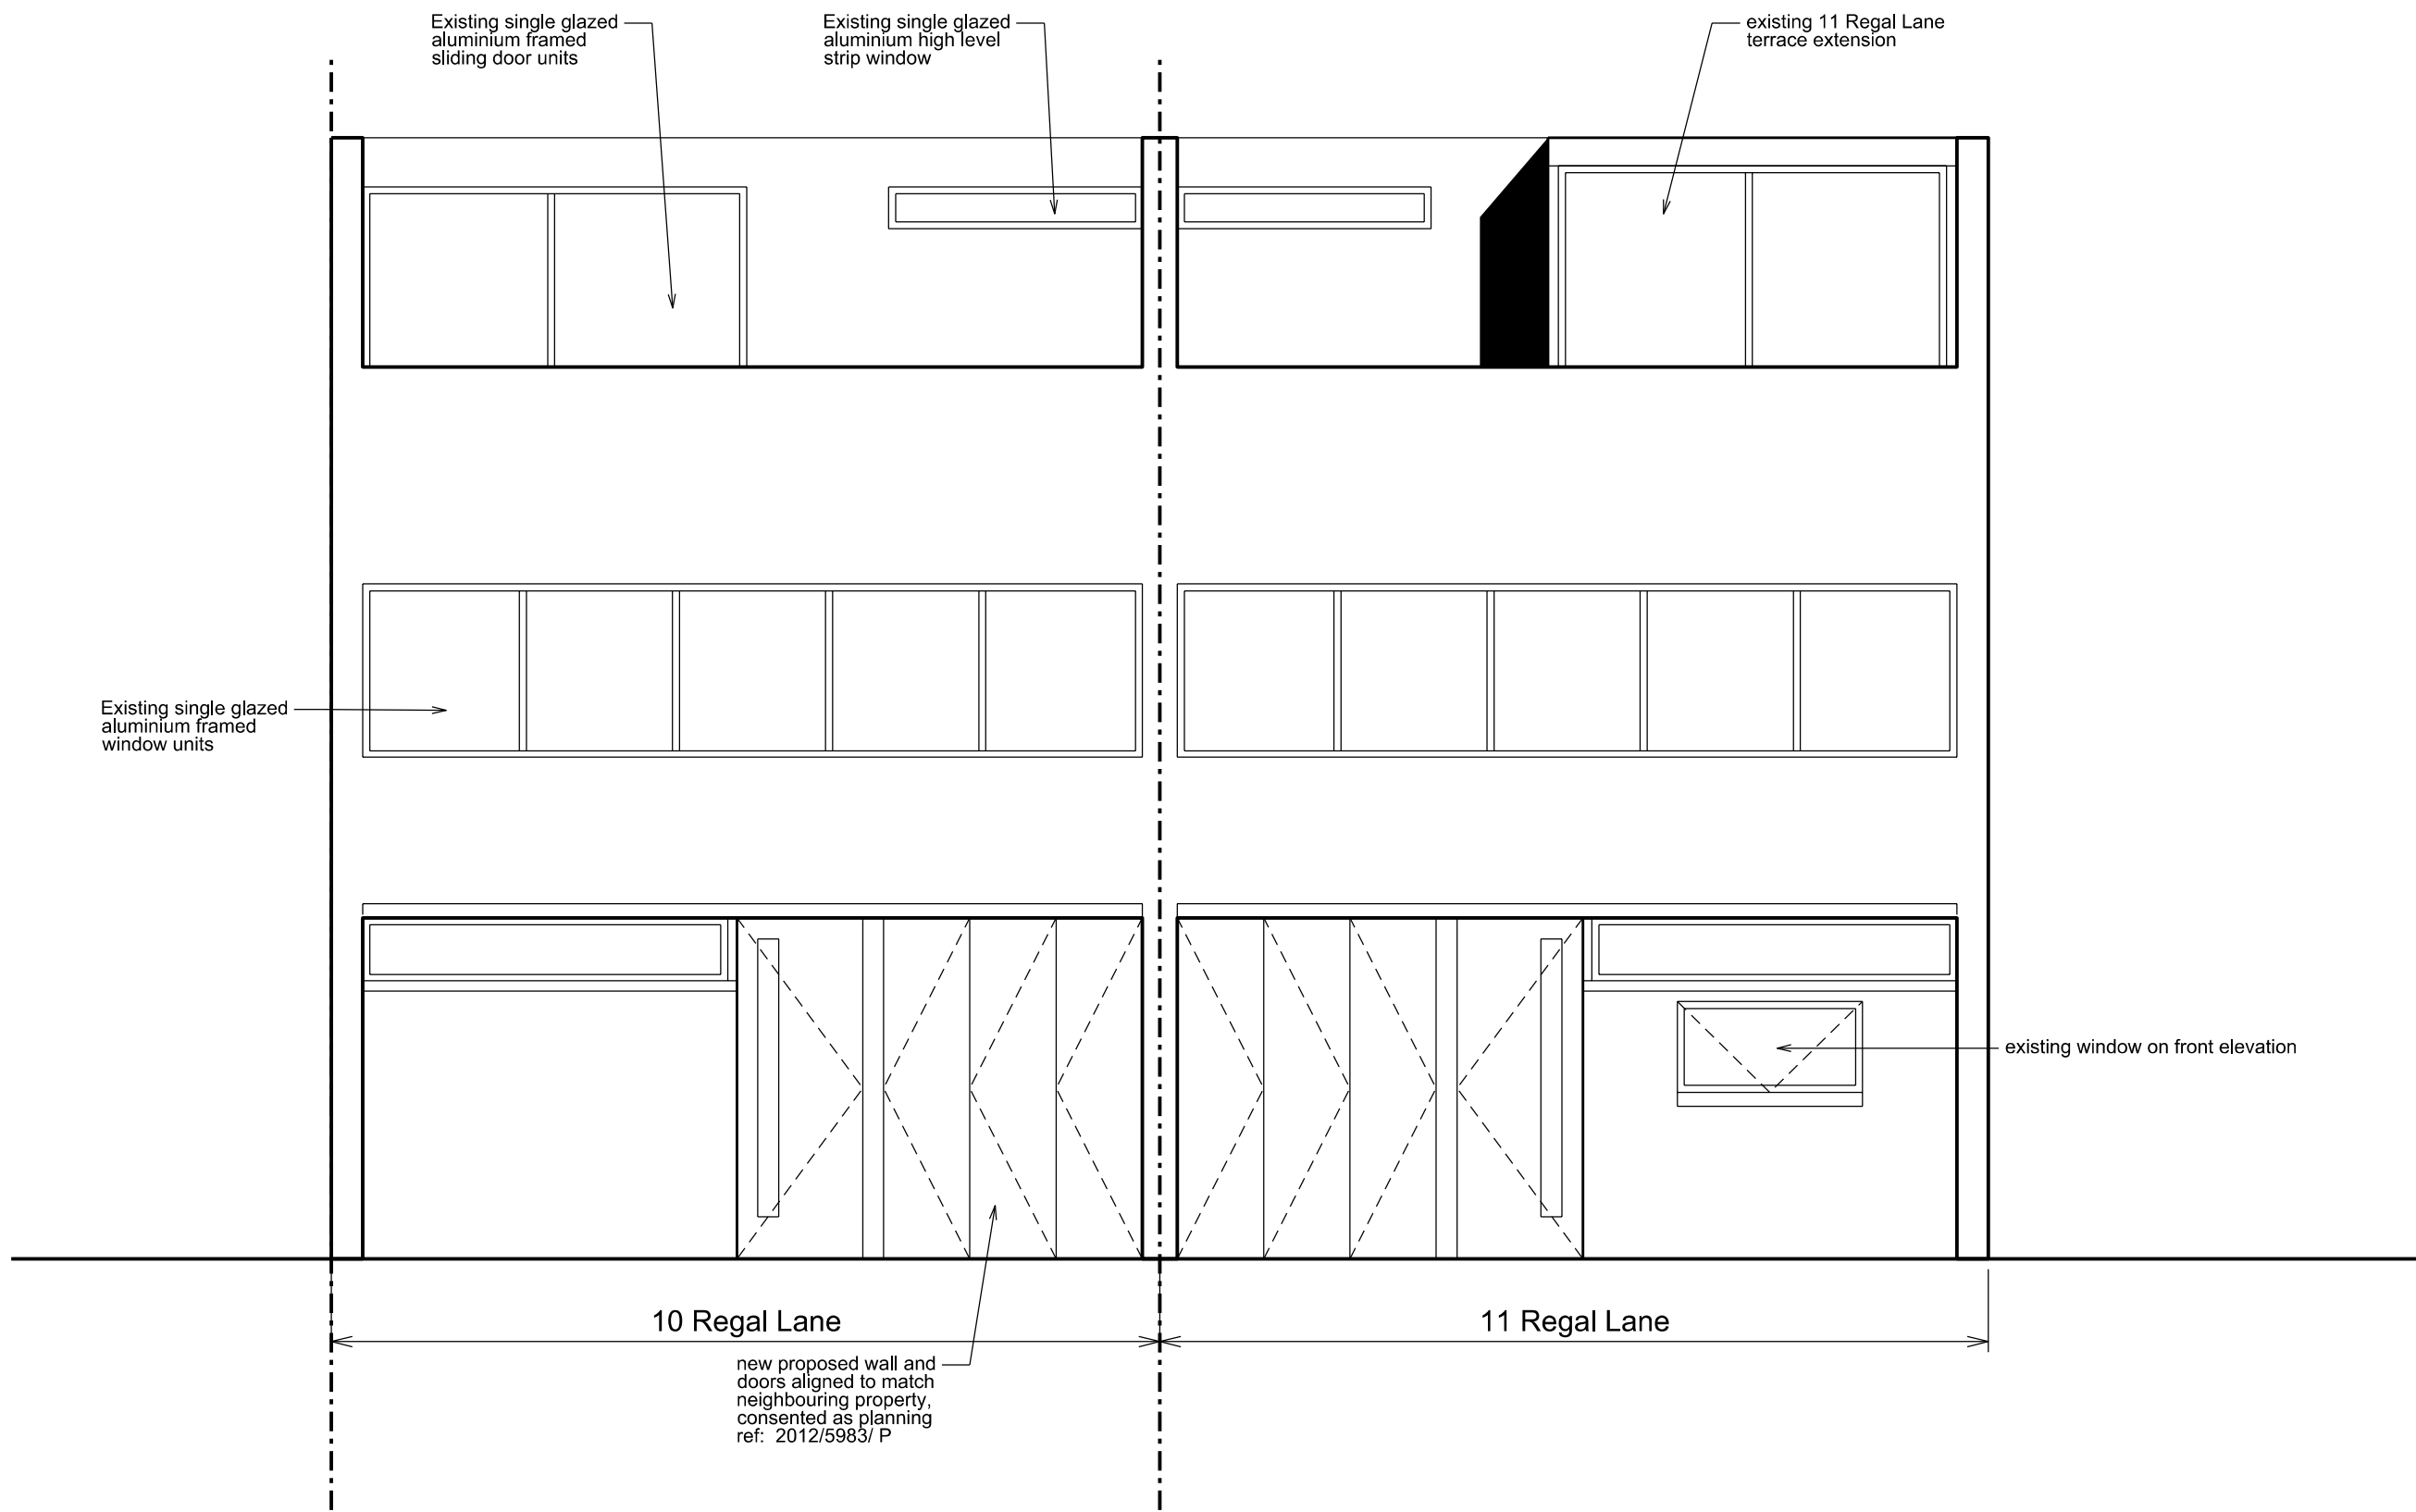 Existing single glazed
aluminium framed
sliding door units
Existing single glazed
aluminium high level
strip window
existing 11 Regal Lane
terrace extension
Existing single glazed
aluminium framed
window units
existing window on front elevation
10 Regal Lane
11 Regal Lane
new proposed wall and
doors aligned to match
neighbouring property,
consented as planning
ref:  2012/5983/ P